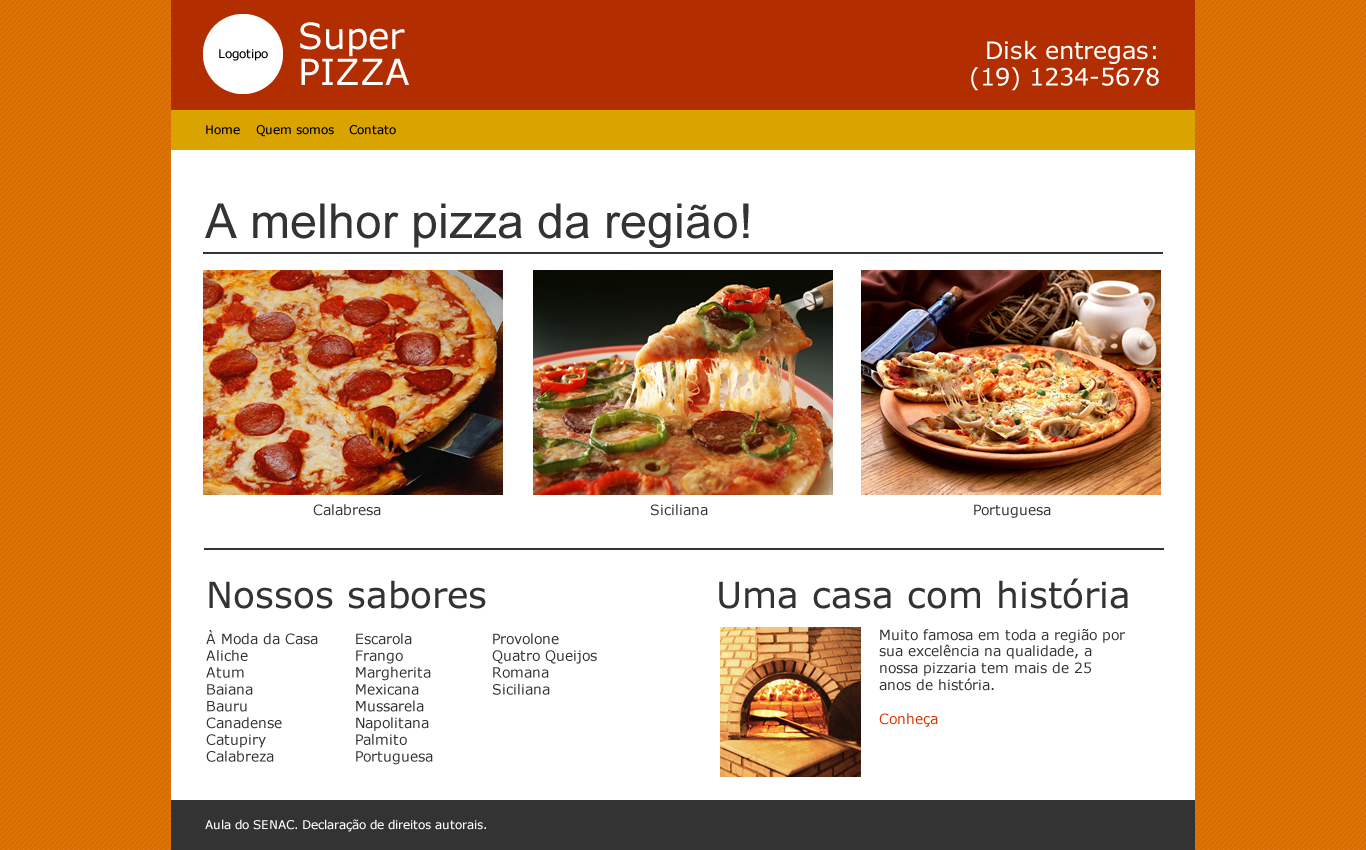 Logotipo
Super
PIZZA
Disk entregas:
(19) 1234-5678
Home Quem somos Contato
A melhor pizza da região!
Calabresa
Siciliana
Portuguesa
Nossos sabores
À Moda da Casa
Aliche
Atum
Baiana
Bauru
Canadense
Catupiry
Calabreza
Escarola
Frango
Margherita
Mexicana
Mussarela
Napolitana
Palmito
Portuguesa
Provolone
Quatro Queijos
Romana
Siciliana
Uma casa com história
Muito famosa em toda a região por
sua excelência na qualidade, a
nossa pizzaria tem mais de 25
anos de história.
Conheça
Aula do SENAC. Declaração de direitos autorais.